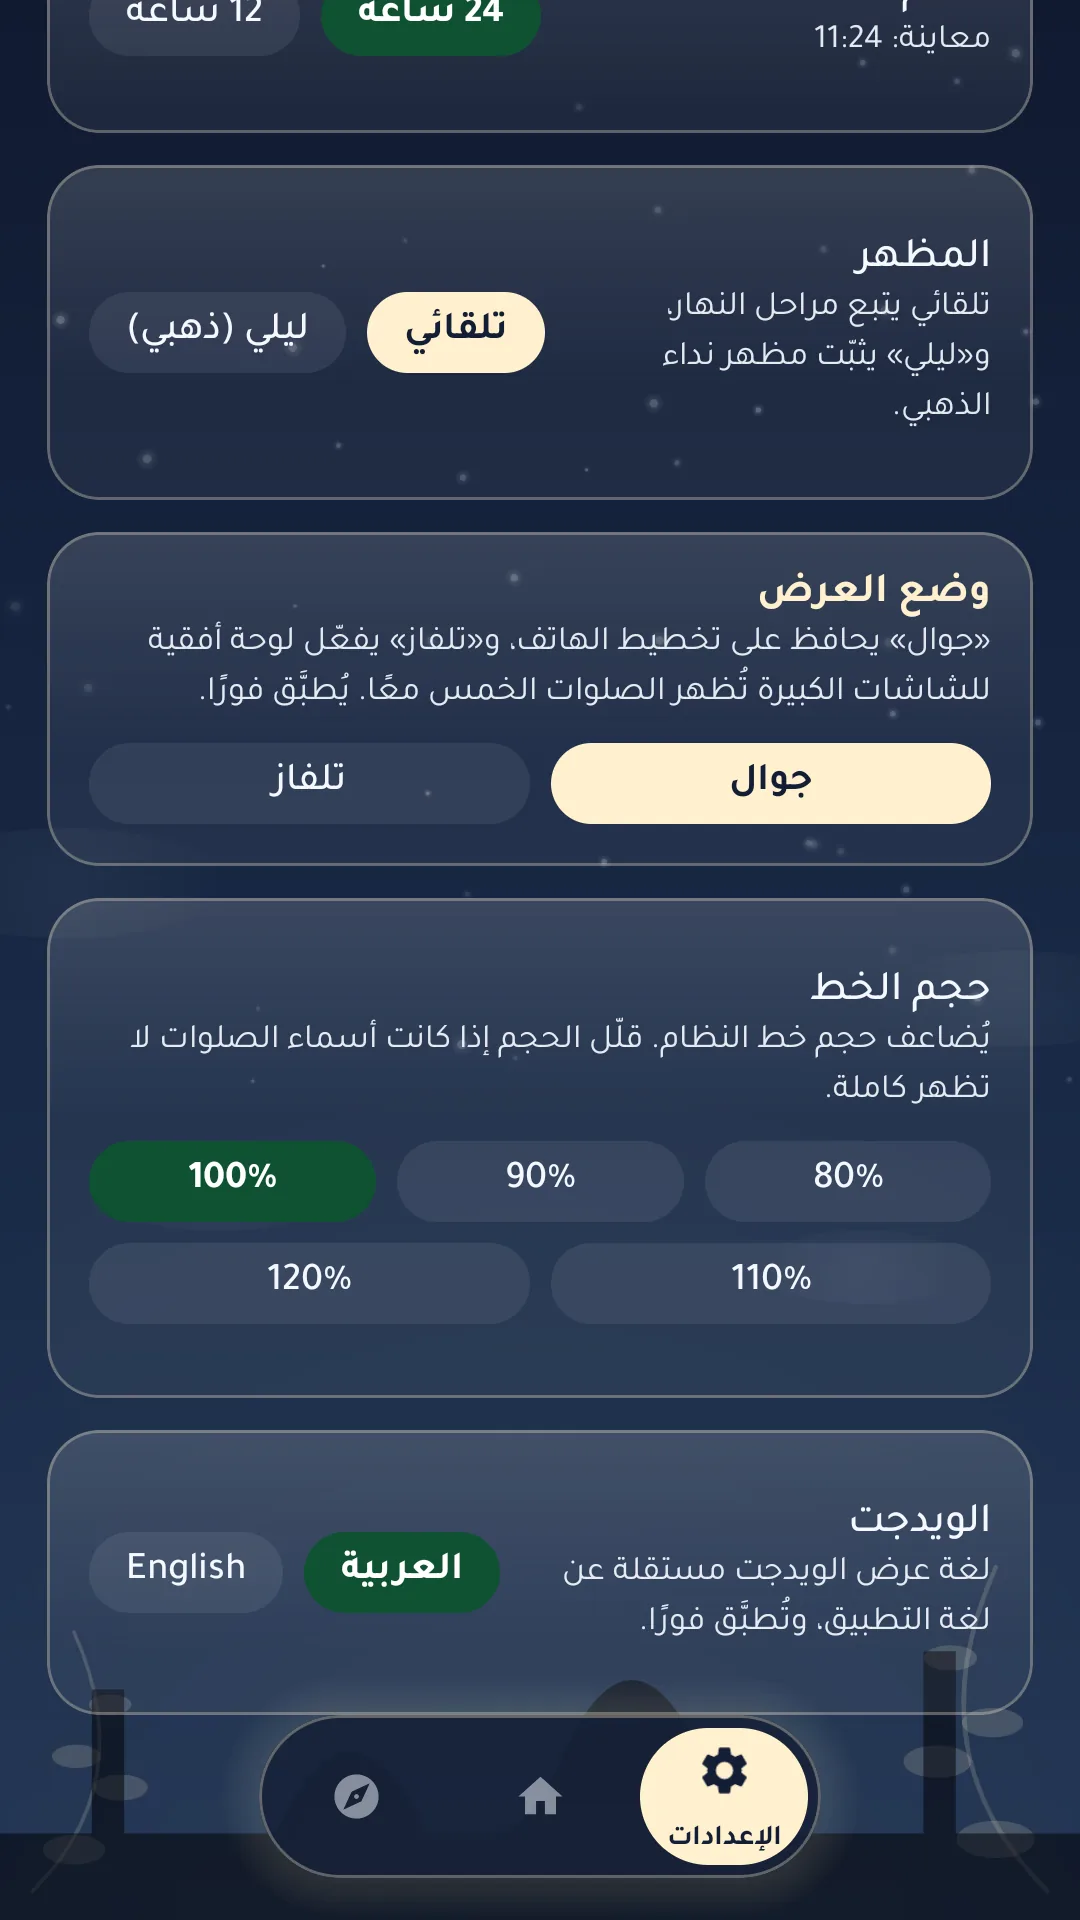 24 ساعة
12 ساعة
معاينة: 11:24
المظهر
تلقائي يتبع مراحل النهار،
و«ليلي» يثبّت مظهر نداء
الذهبي.
تلقائي
ليلي (ذهبي)
وضع العرض
«جوال» يحافظ على تخطيط الهاتف، و«تلفاز» يفعّل لوحة أفقية
للشاشات الكبيرة تُظهر الصلوات الخمس معًا. يُطبَّق فورًا.
جوال
تلفاز
حجم الخط
يُضاعف حجم خط النظام. قلّل الحجم إذا كانت أسماء الصلوات لا
تظهر كاملة.
80%
90%
100%
110%
120%
الويدجت
لغة عرض الويدجت مستقلة عن
لغة التطبيق، وتُطبَّق فورًا.
العربية
English
الإعدادات